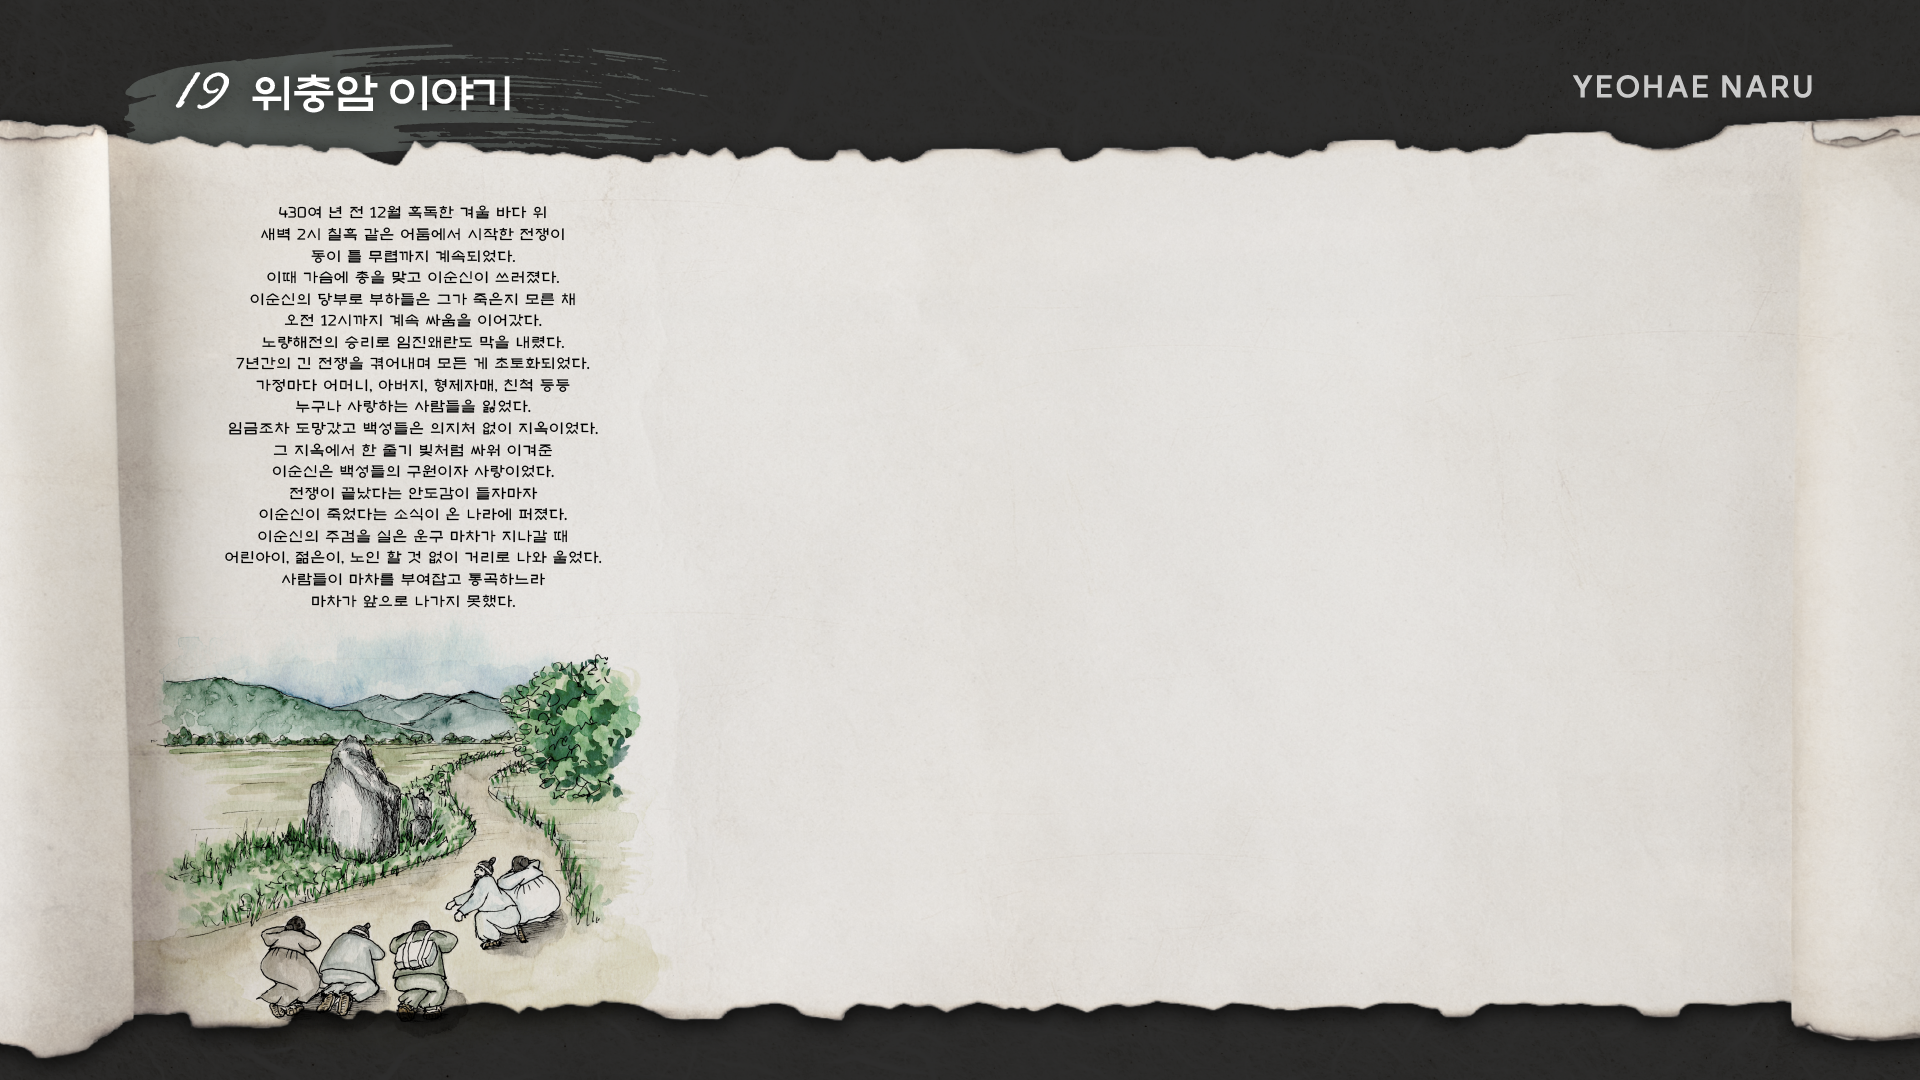 19 위충암 이야기
YEOHAE NARU
430여 년 전 12월 혹독한 겨울 바다 위
새벽 2시 칠흑 같은 어둠에서 시작한 전쟁이
동이 틀 무렵까지 계속되었다.
이때 가슴에 총을 맞고 이순신이 쓰러졌다.
이순신의 당부로 부하들은 그가 죽은지 모른 채
오전 12시까지 계속 싸움을 이어갔다.
노량해전의 승리로 임진왜란도 막을 내렸다.
7년간의 긴 전쟁을 겪어내며 모든 게 초토화되었다.
가정마다 어머니, 아버지, 형제자매, 친척 등등
누구나 사랑하는 사람들을 잃었다.
임금조차 도망갔고 백성들은 의지처 없이 지옥이었다.
그 지옥에서 한 줄기 빛처럼 싸워 이겨준
이순신은 백성들의 구원이자 사랑이었다.
전쟁이 끝났다는 안도감이 들자마자
이순신이 죽었다는 소식이 온 나라에 퍼졌다.
이순신의 주검을 실은 운구 마차가 지나갈 때
어린아이, 젊은이, 노인 할 것 없이 거리로 나와 울었다.
사람들이 마차를 부여잡고 통곡하느라
마차가 앞으로 나가지 못했다.